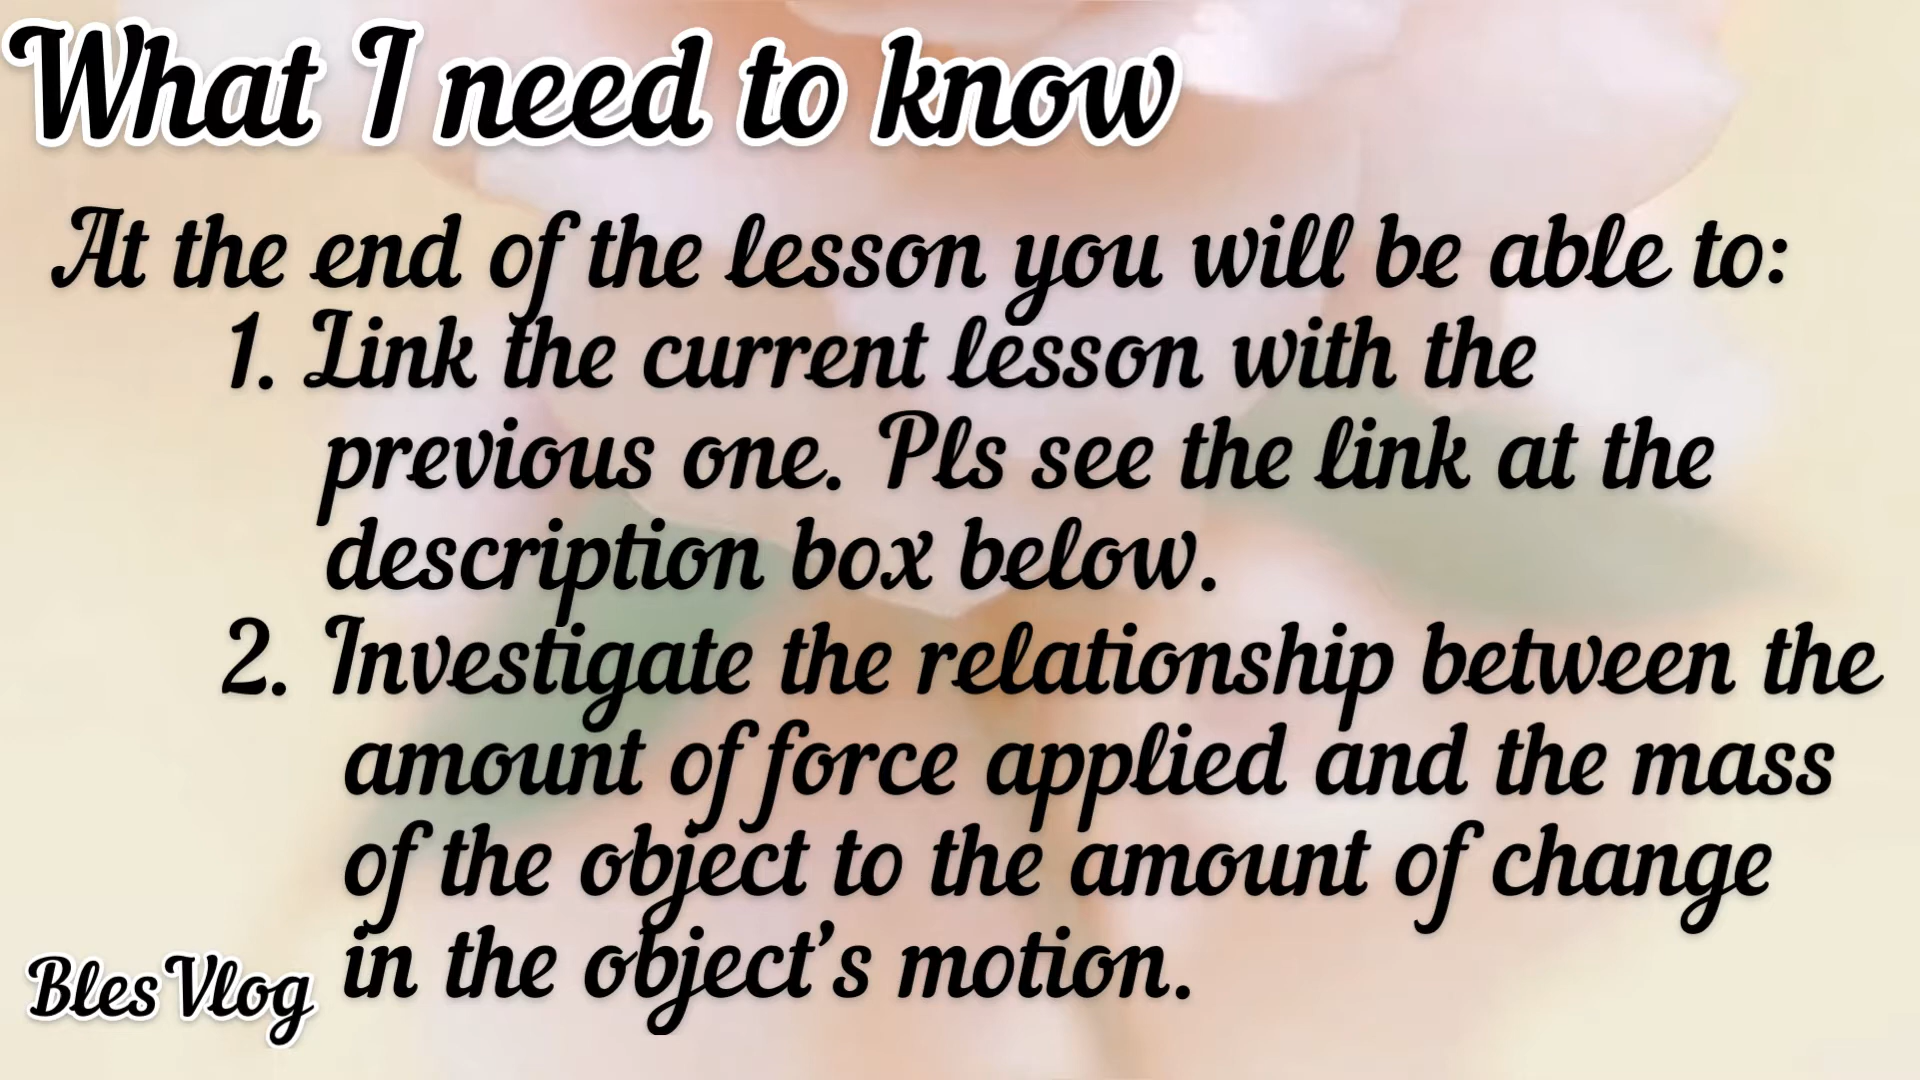 What I need to know
At the end of the lesson you will be able to:
1. Link the current lesson with the
previous one. Pls see the link at the
description box below.
2. Investigate the relationship between the
amount of force applied and the mass
of the object to the amount of change
in the object's motion.
Bles Vlog